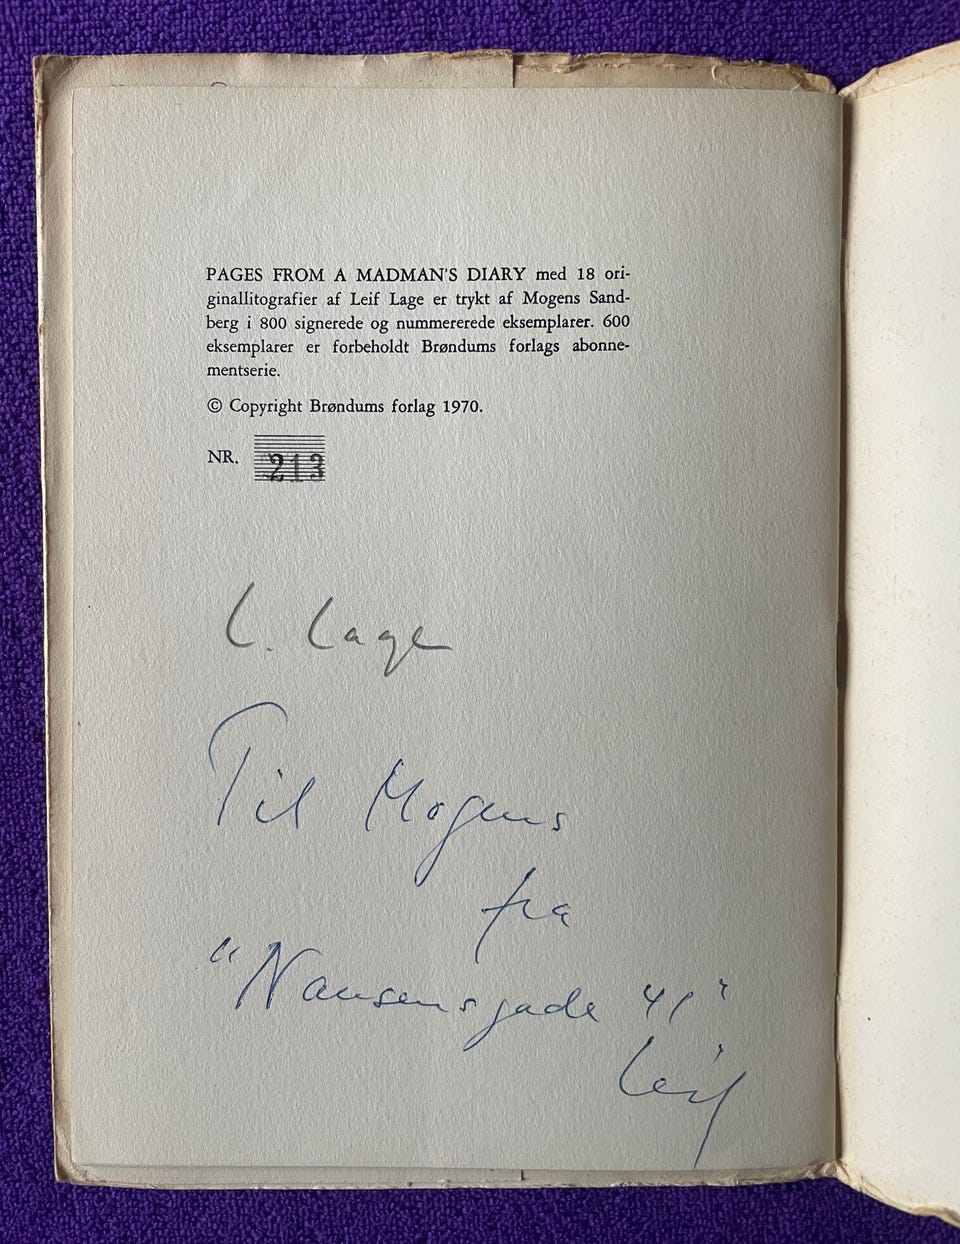 PAGES FROM A MADMAN'S DIARY med 18 ori-
ginallitografier af Leif Lage er trykt af Mogens Sand-
berg i 800 signerede og nummererede eksemplarer. 600
eksemplarer er forbeholdt Brøndums forlags abonne-
mentserie.
© Copyright Brøndums forlag 1970.
NR. 213
L. Lage
Til Mogens
fra
"Nansensgade 41"
Leif